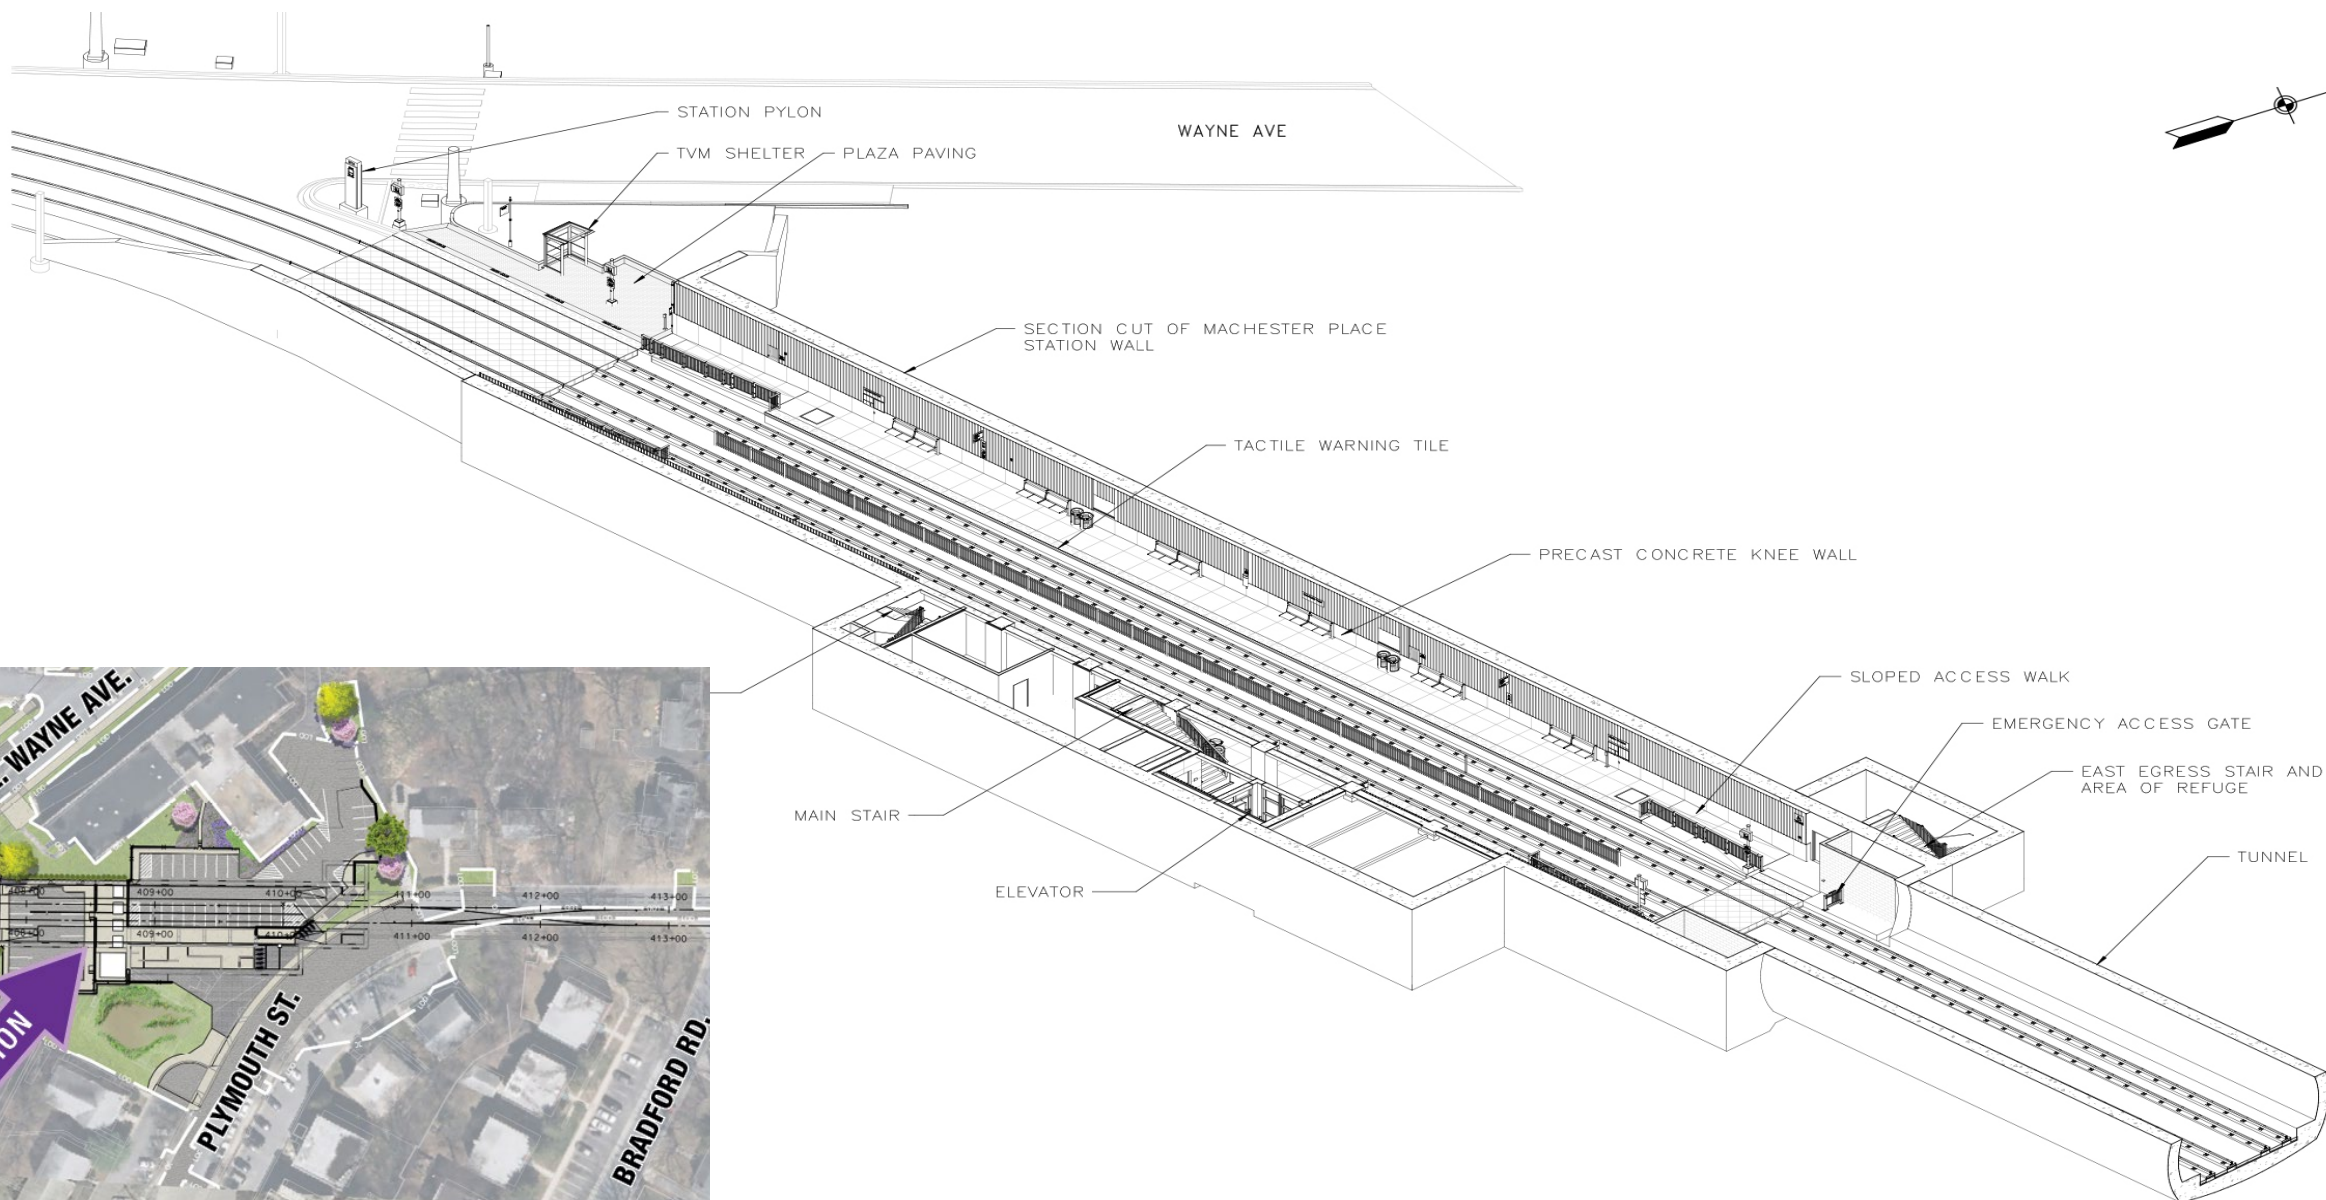 STATION PYLON
WAYNE AVE
TVM SHELTER
PLAZA PAVING
SECTION CUT OF MACHESTER PLACE
STATION WALL
TACTILE WARNING TILE
PRECAST CONCRETE KNEE WALL
SLOPED ACCESS WALK
EMERGENCY ACCESS GATE
EAST EGRESS STAIR AND
AREA OF REFUGE
MAIN STAIR
TUNNEL
ELEVATOR
. WAYNE AVE.
409+00
410+00
411+00
412+00
413+00
409+00
411+00
412+00
413+00
PLYMOUTH ST.
BRADFORD RD.